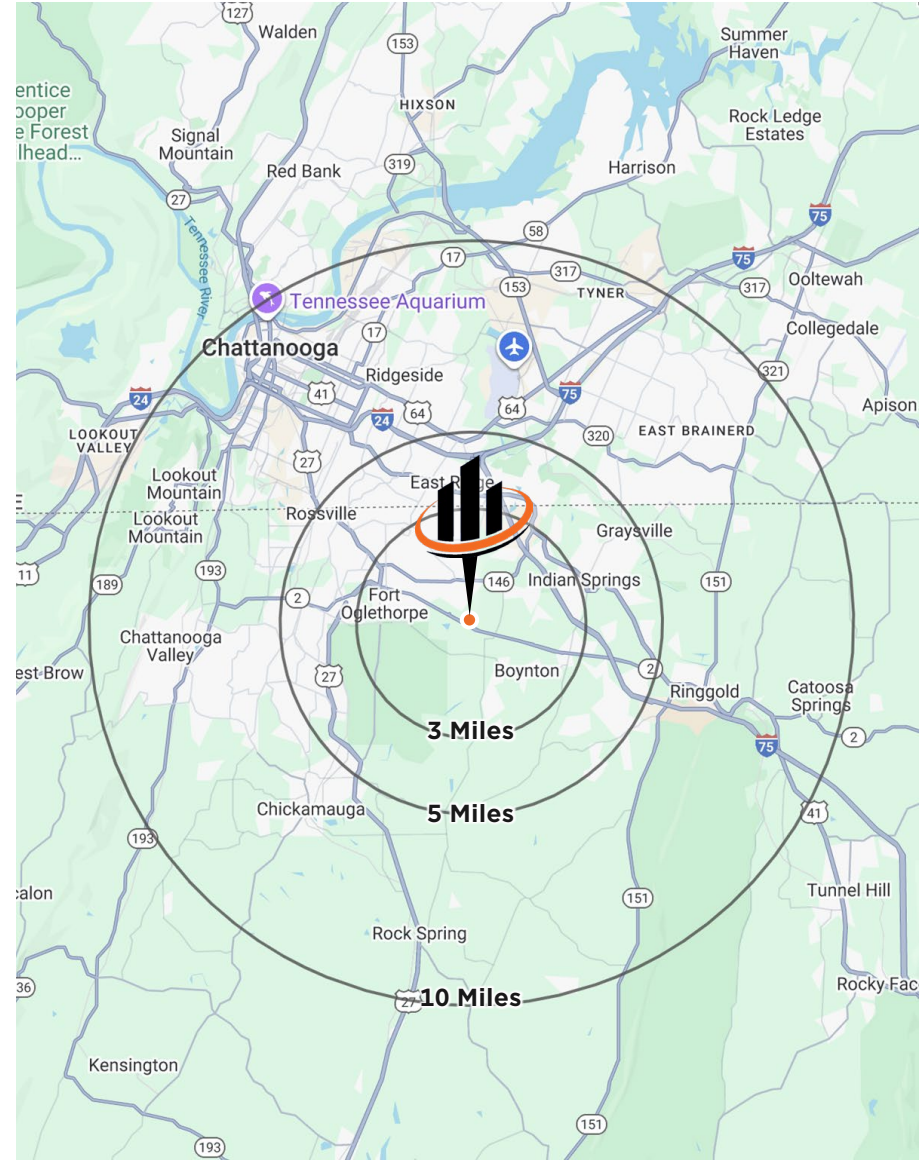 127
Walden
153
Summer
Haven
entice
ooper
e Forest
lhead...
HIXSON
Rock Ledge
Estates
Signal
Mountain
Red Bank
319
Harrison
27
Tennessee River
58
75
17
75
317
Ooltewah
153
TYNER
317
Tennessee Aquarium
Collegedale
17
Chattanooga
Ridgeside
321
24
41
75
Apison
24
64
64
LOOKOUT
VALLEY
320
EAST BRAINERD
27
Lookout
Mountain
East Ridge
E
Rossville
Lookout
Mountain
Graysville
11
189
193
146
Indian Springs
151
2
Fort
Oglethorpe
Chattanooga
Valley
est Brow
27
Boynton
2
Ringgold
Catoosa
Springs
3 Miles
2
75
Chickamauga
5 Miles
41
193
calon
151
Tunnel Hill
Rock Spring
36
27
10 Miles
Rocky Fac
Kensington
151
193